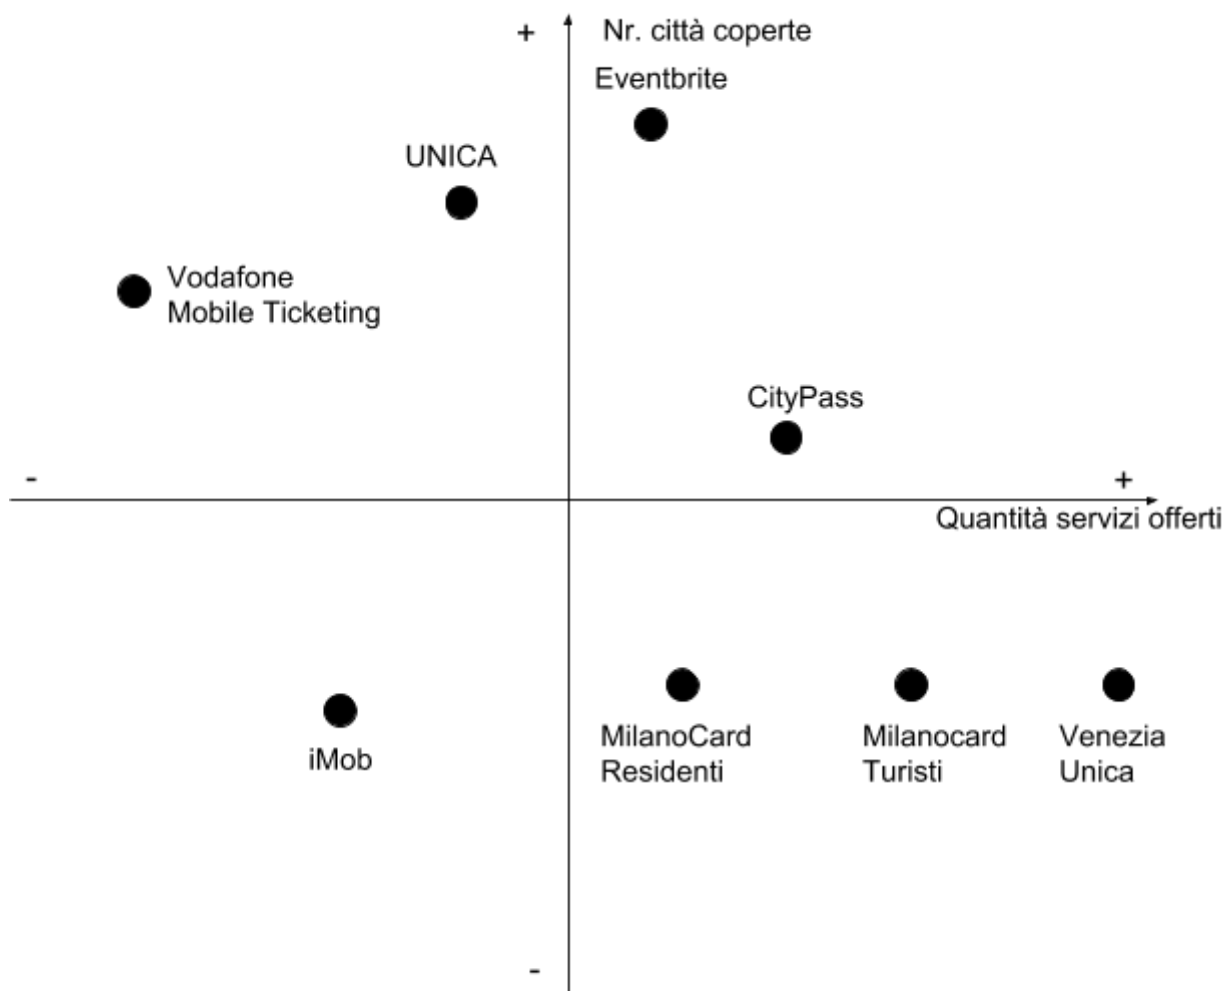 +
Nr. città coperte
Eventbrite
UNICA
Vodafone
Mobile Ticketing
CityPass
-
+
Quantità servizi offerti
iMob
MilanoCard
Residenti
Milanocard
Turisti
Venezia
Unica
-